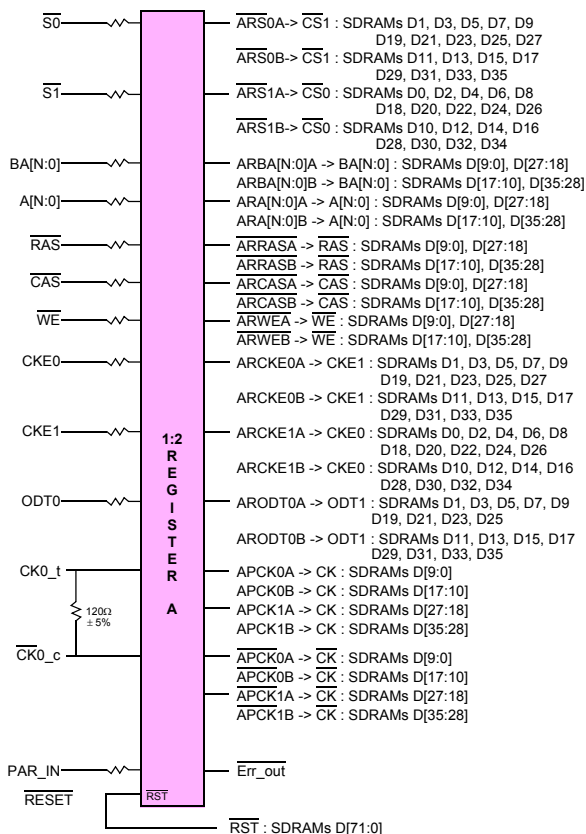 S0
ARS0A-> CS1 : SDRAMs D1, D3, D5, D7, D9
D19, D21, D23, D25, D27
ARS0B-> CS1 : SDRAMs D11, D13, D15, D17
D29, D31, D33, D35
S1
ARS1A-> CS0 : SDRAMs D0, D2, D4, D6, D8
D18, D20, D22, D24, D26
ARS1B-> CS0 : SDRAMs D10, D12, D14, D16
D28, D30, D32, D34
BA[N:0]
ARBA[N:0]A -> BA[N:0] : SDRAMs D[9:0], D[27:18]
ARBA[N:0]B -> BA[N:0] : SDRAMs D[17:10], D[35:28]
A[N:0]
ARA[N:0]A -> A[N:0] : SDRAMs D[9:0], D[27:18]
ARA[N:0]B -> A[N:0] : SDRAMs D[17:10], D[35:28]
RAS
ARRASA -> RAS : SDRAMs D[9:0], D[27:18]
ARRASB -> RAS : SDRAMs D[17:10], D[35:28]
CAS
ARCASA -> CAS : SDRAMs D[9:0], D[27:18]
ARCASB -> CAS : SDRAMs D[17:10], D[35:28]
WE
ARWEA -> WE : SDRAMs D[9:0], D[27:18]
ARWEB -> WE : SDRAMs D[17:10], D[35:28]
CKE0
ARCKE0A -> CKE1 : SDRAMs D1, D3, D5, D7, D9
D19, D21, D23, D25, D27
ARCKE0B -> CKE1 : SDRAMs D11, D13, D15, D17
D29, D31, D33, D35
CKE1
ARCKE1A -> CKE0 : SDRAMs D0, D2, D4, D6, D8
D18, D20, D22, D24, D26
ARCKE1B -> CKE0 : SDRAMs D10, D12, D14, D16
D28, D30, D32, D34
ODT0
ARODT0A -> ODT1 : SDRAMs D1, D3, D5, D7, D9
D19, D21, D23, D25
ARODT0B -> ODT1 : SDRAMs D11, D13, D15, D17
D29, D31, D33, D35
1:2
REGISTER
A
CK0_t
APCK0A -> CK : SDRAMs D[9:0]
APCK0B -> CK : SDRAMs D[17:10]
APCK1A -> CK : SDRAMs D[27:18]
APCK1B -> CK : SDRAMs D[35:28]
120Ω
±5%
CK0_c
APCK0A -> CK : SDRAMs D[9:0]
APCK0B -> CK : SDRAMs D[17:10]
APCK1A -> CK : SDRAMs D[27:18]
APCK1B -> CK : SDRAMs D[35:28]
PAR_IN
Err_out
RESET
RST
RST : SDRAMs D[71:0]